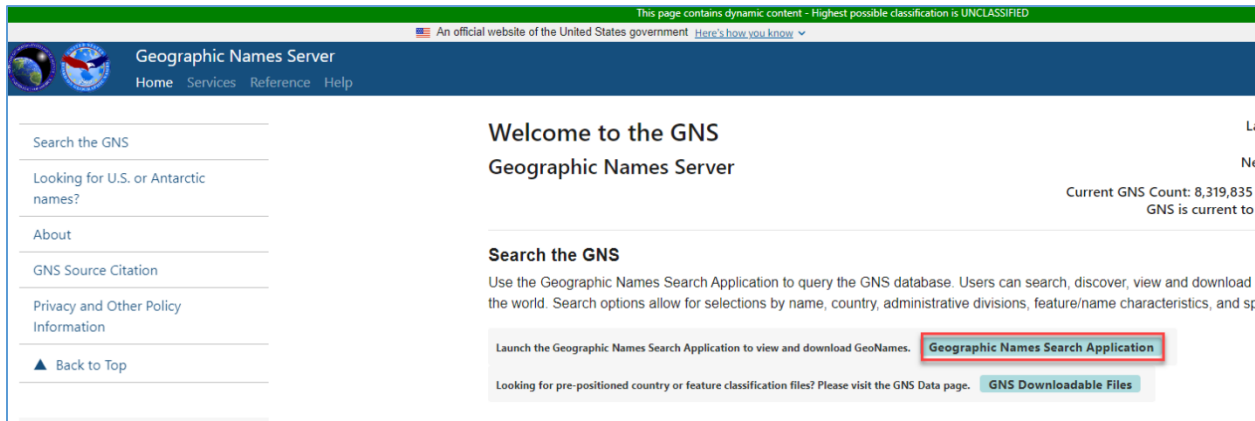 This page contains dynamic content - Highest possible classification is UNCLASSIFIED
An official website of the United States government Here's how you know
Geographic Names Server
Home Services Reference Help
Search the GNS
Looking for U.S. or Antarctic
names?
About
GNS Source Citation
Privacy and Other Policy
Information
Back to Top
Welcome to the GNS
Geographic Names Server
Current GNS Count: 8,319,835
GNS is current to
Search the GNS
Use the Geographic Names Search Application to query the GNS database. Users can search, discover, view and download
the world. Search options allow for selections by name, country, administrative divisions, feature/name characteristics, and
Launch the Geographic Names Search Application to view and download GeoNames. Geographic Names Search Application
Looking for pre-positioned country or feature classification files? Please visit the GNS Data page. GNS Downloadable Files